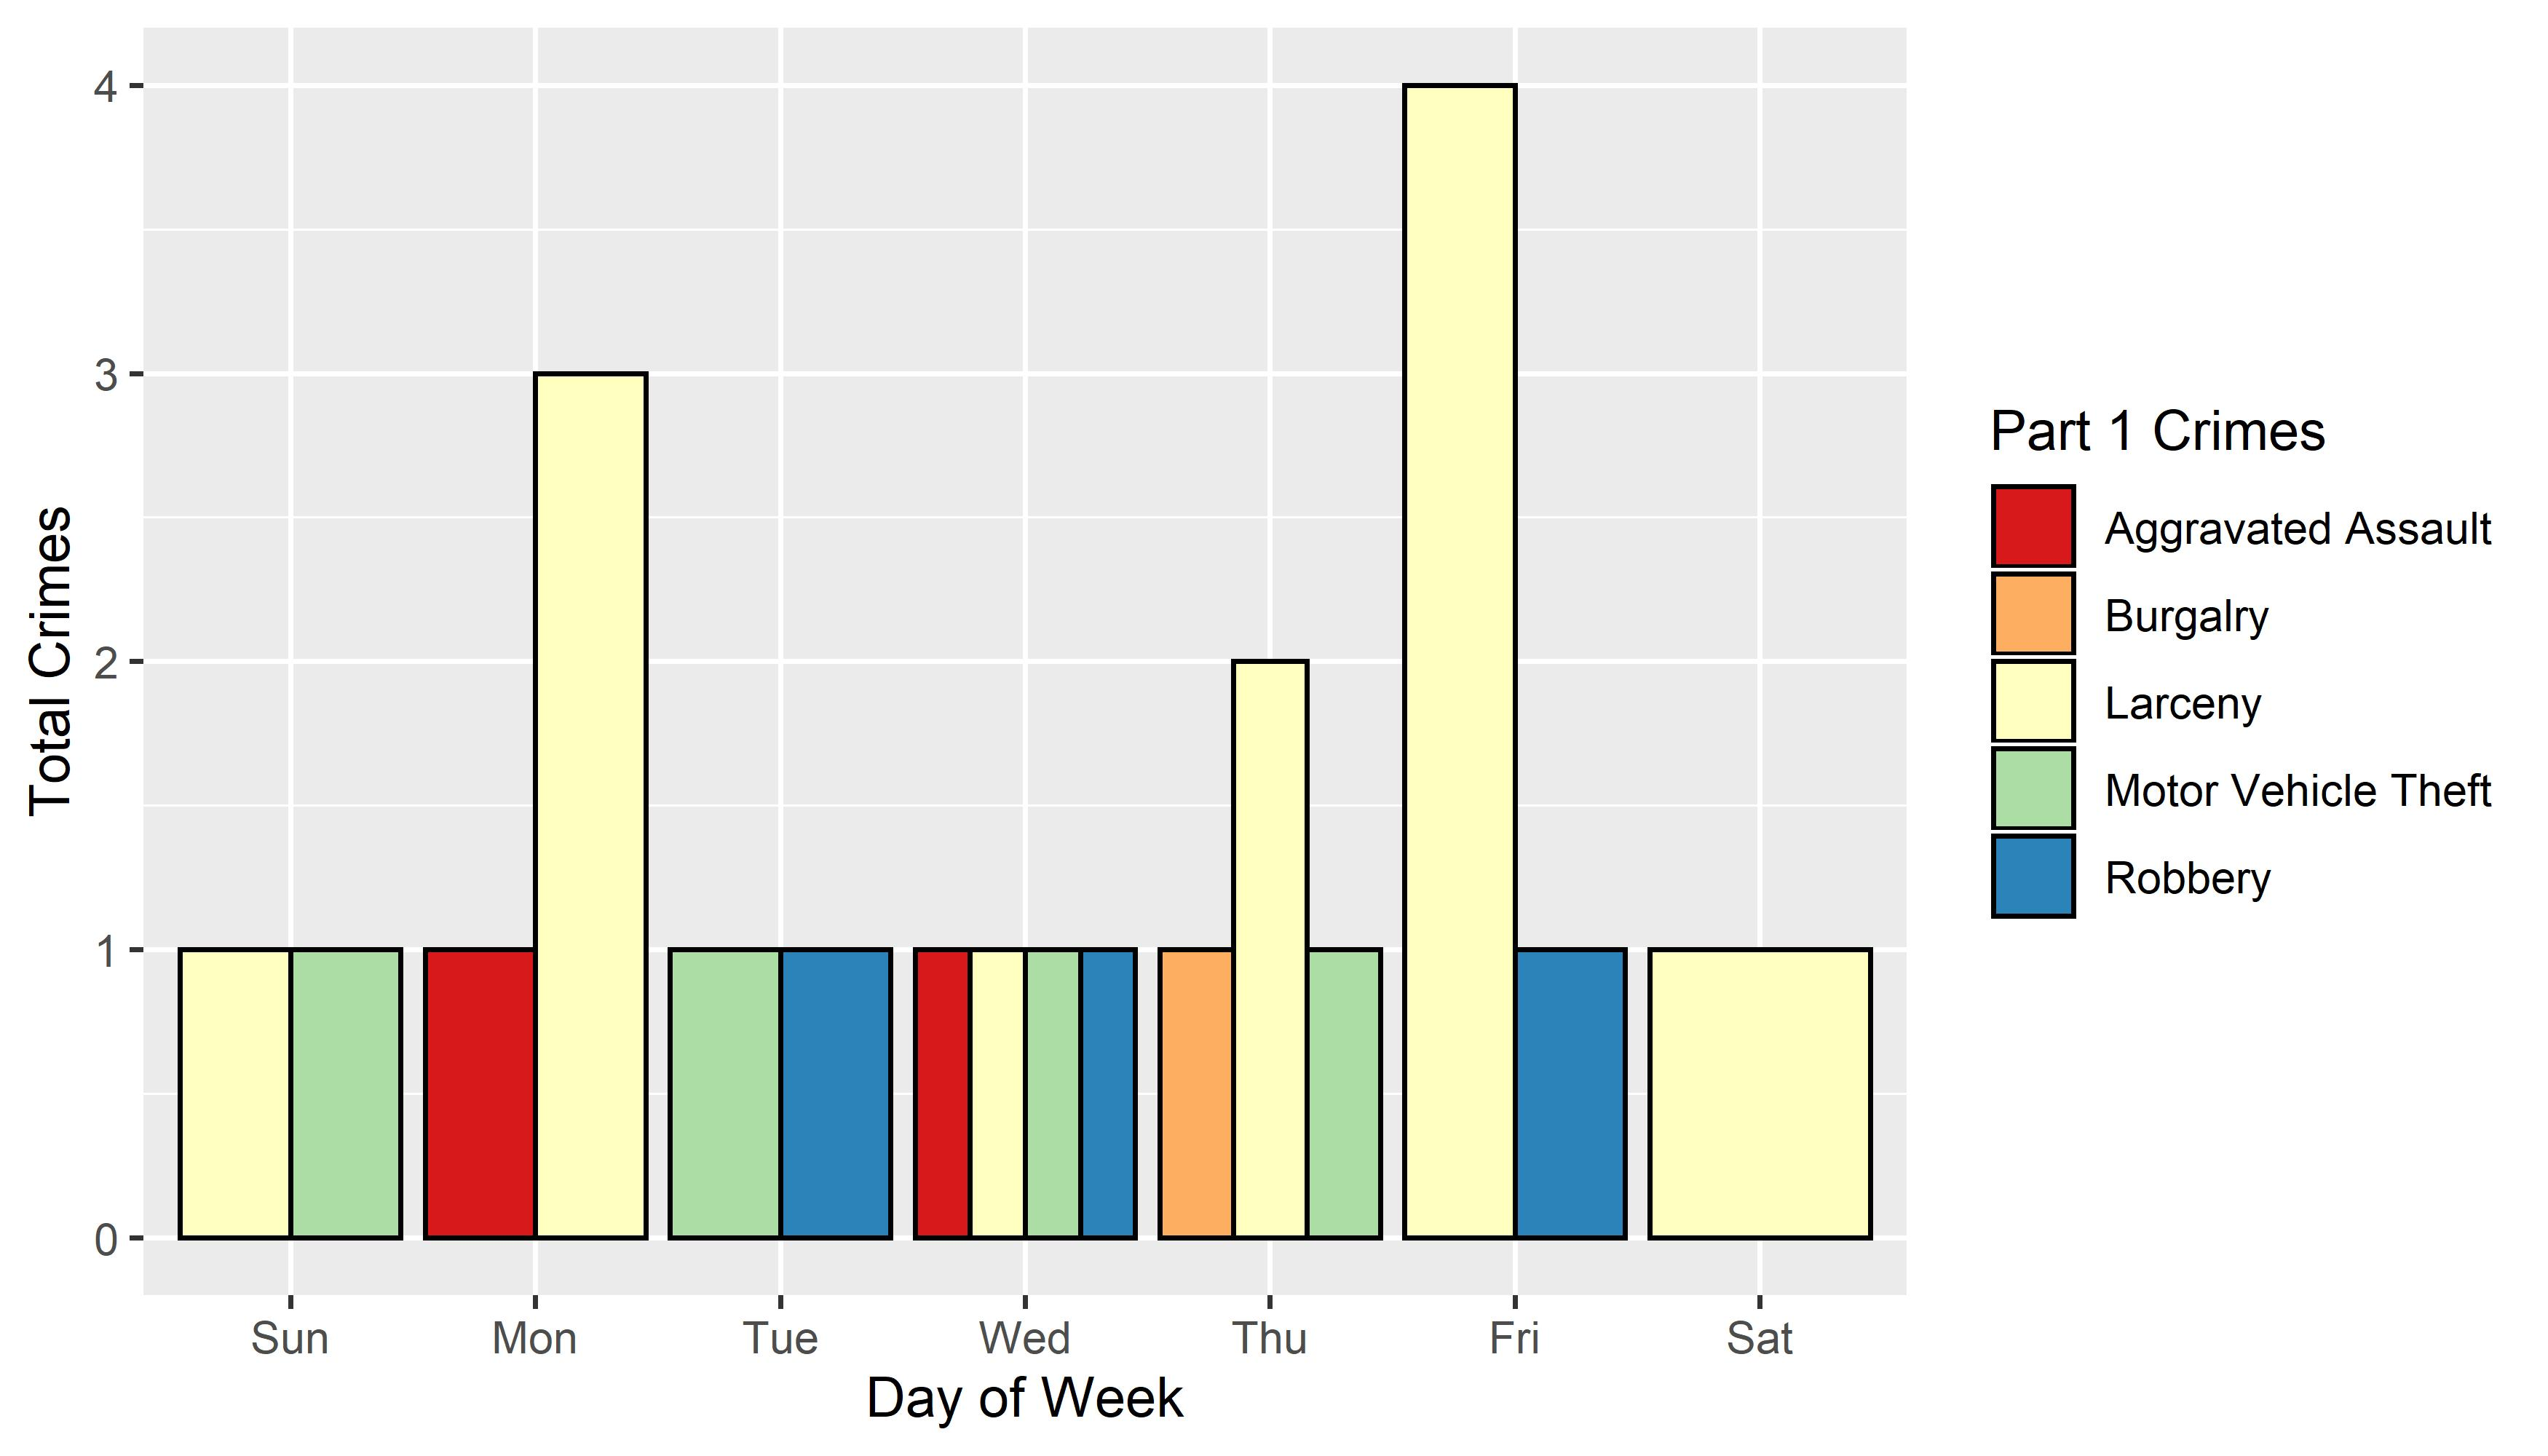 4
3
2
1
0
Total Crimes
Sun Mon Tue Wed Thu Fri Sat
Day of Week
Part 1 Crimes
Aggravated Assault
Burgalry
Larceny
Motor Vehicle Theft
Robbery